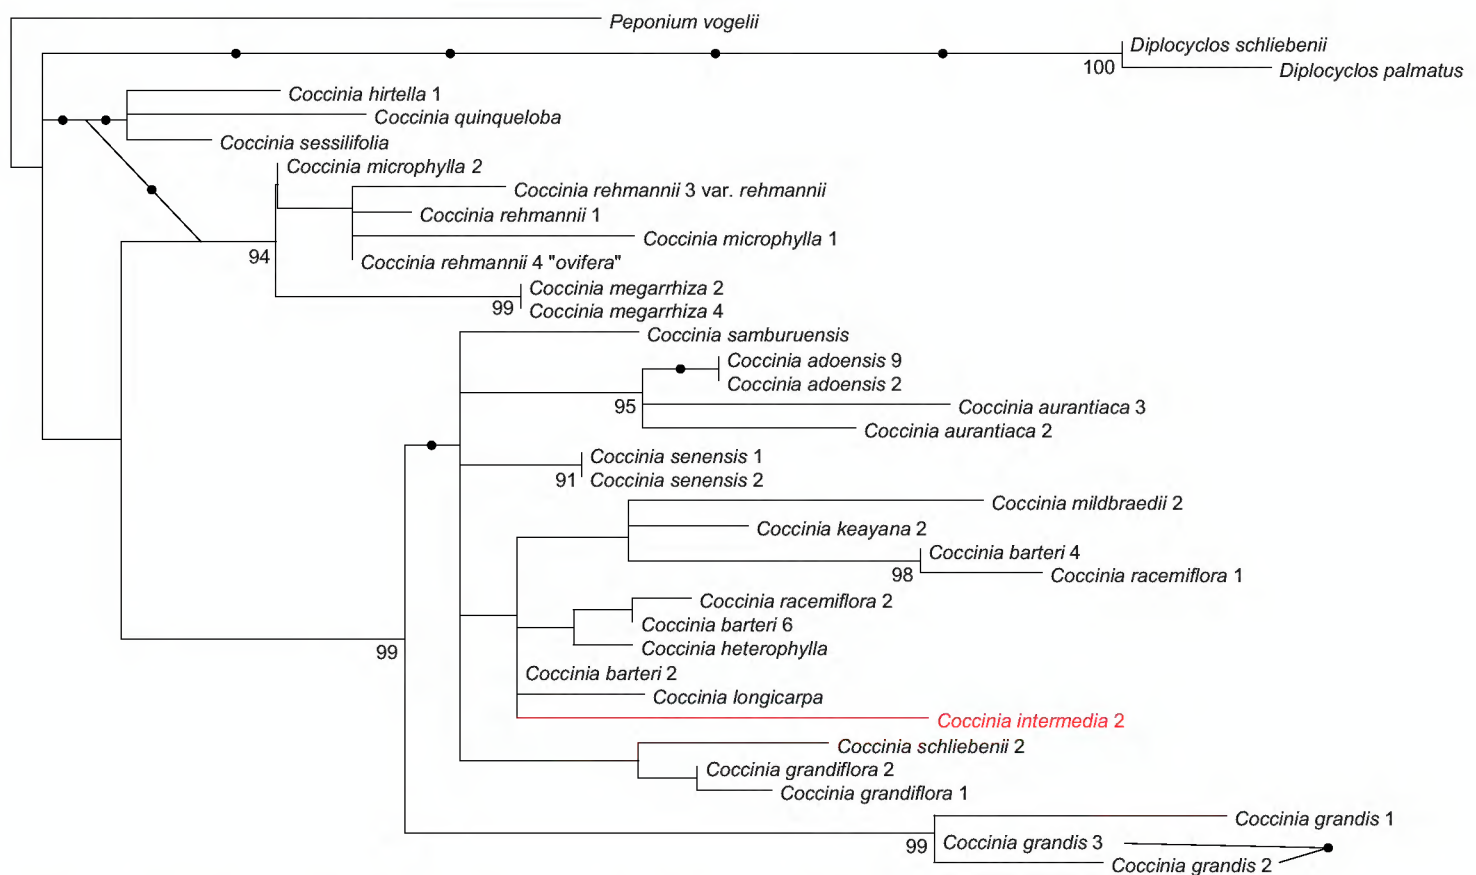 Peponium vogelii
Diplocyclos schliebenii
100
Diplocyclos palmatus
Coccinia hirtella 1
Coccinia quinqueloba
Coccinia sessilifolia
Coccinia microphylla 2
Coccinia rehmannii 3 var. rehmannii
Coccinia rehmannii 1
Coccinia microphylla 1
94
Coccinia rehmannii 4 "ovifera"
Coccinia megarrhiza 2
99
Coccinia megarrhiza 4
Coccinia samburuensis
Coccinia adoensis 9
Coccinia adoensis 2
95
Coccinia aurantiaca 3
Coccinia aurantiaca 2
Coccinia senensis 1
91
Coccinia senensis 2
Coccinia mildbraedii 2
Coccinia keayana 2
Coccinia barteri 4
98
Coccinia racemiflora 1
Coccinia racemiflora 2
Coccinia barteri 6
Coccinia heterophylla
99
Coccinia barteri 2
Coccinia longicarpa
Coccinia intermedia 2
Coccinia schliebenii 2
Coccinia grandiflora 2
Coccinia grandiflora 1
Coccinia grandis 1
99
Coccinia grandis 3
Coccinia grandis 2